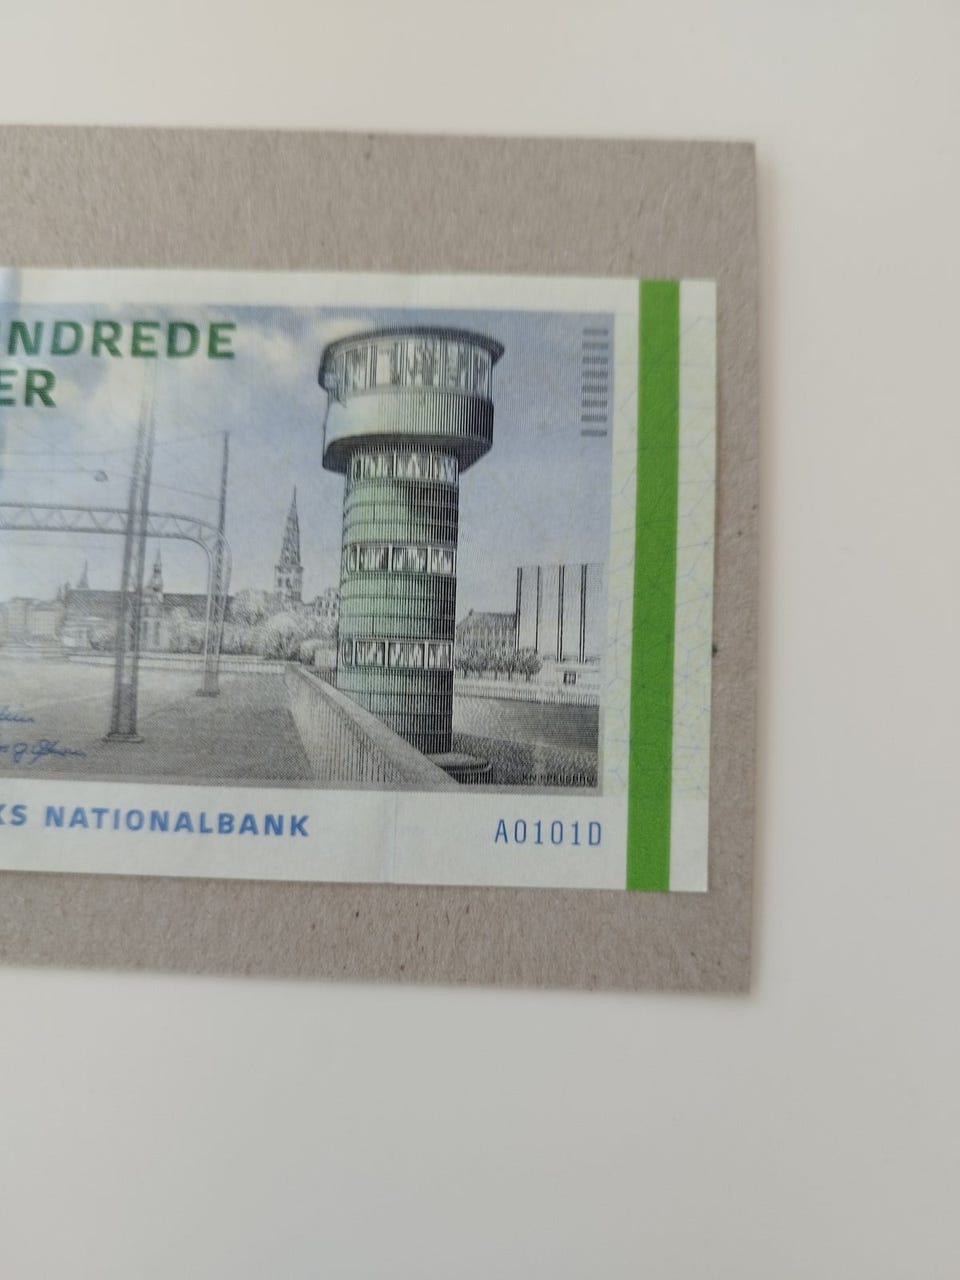 NDREDE
ER
KS NATIONALBANK
A0101D